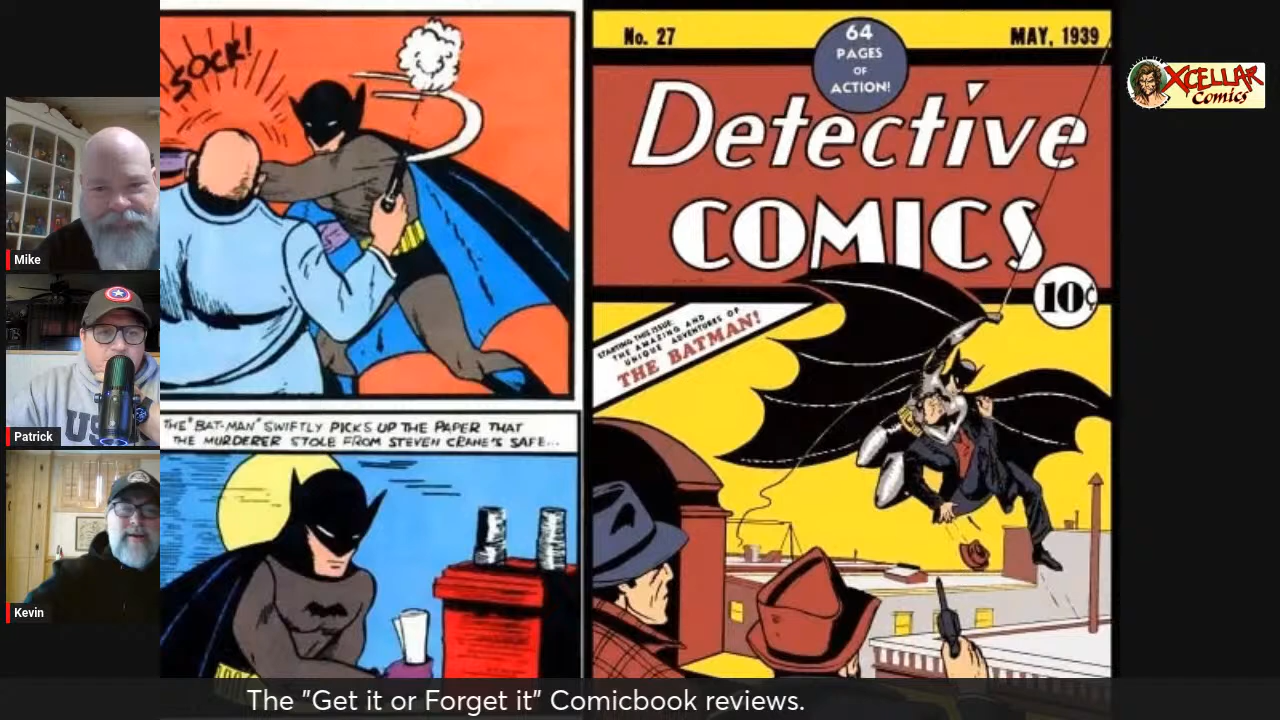 SOCK!
No. 27
MAY, 1939
64
PAGES
OF
ACTION!
Detective
COMICS
10¢
STARTING THIS ISSUE:
THE AMAZING AND
UNIQUE ADVENTURES OF
THE BATMAN!
THE "BAT-MAN" SWIFTLY PICKS UP THE PAPER THAT
THE MURDERER STOLE FROM STEVEN CRANE'S SAFE...
XCELLAR
Comics
Mike
Patrick
US
Kevin
The "Get it or Forget it" Comicbook reviews.